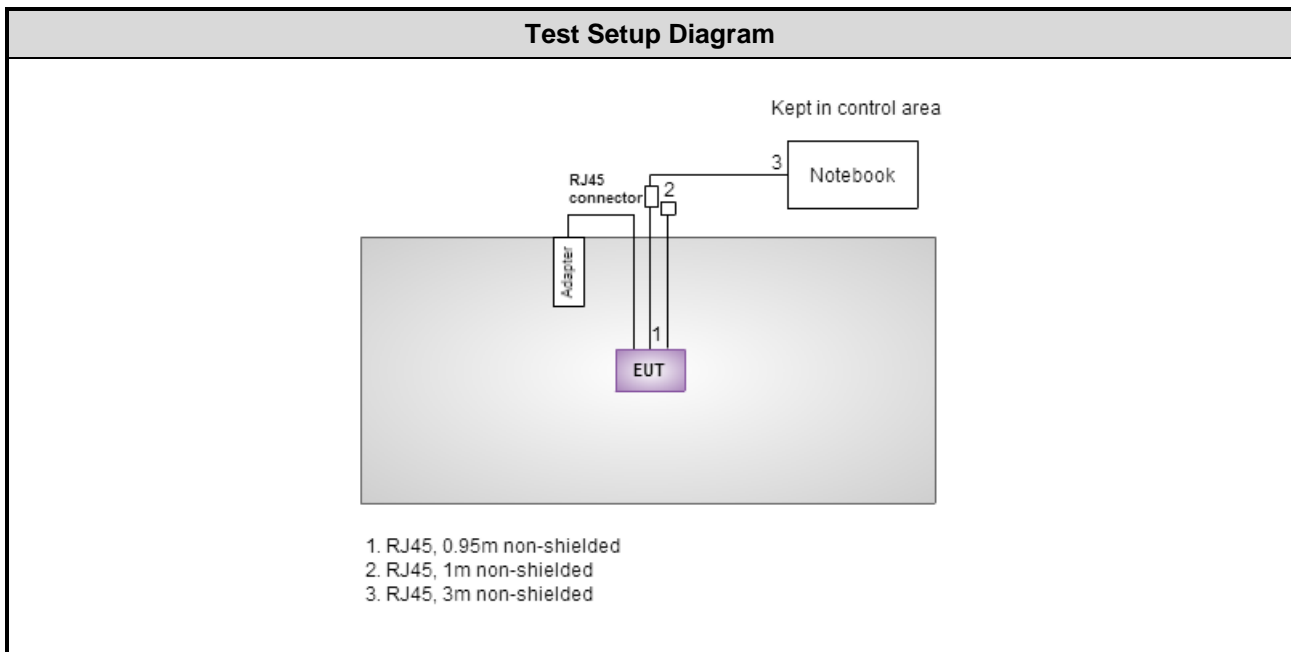 Test Setup Diagram
Kept in control area
3
Notebook
RJ45
connector
2
Adapter
1
EUT
1. RJ45, 0.95m non-shielded
2. RJ45, 1m non-shielded
3. RJ45, 3m non-shielded